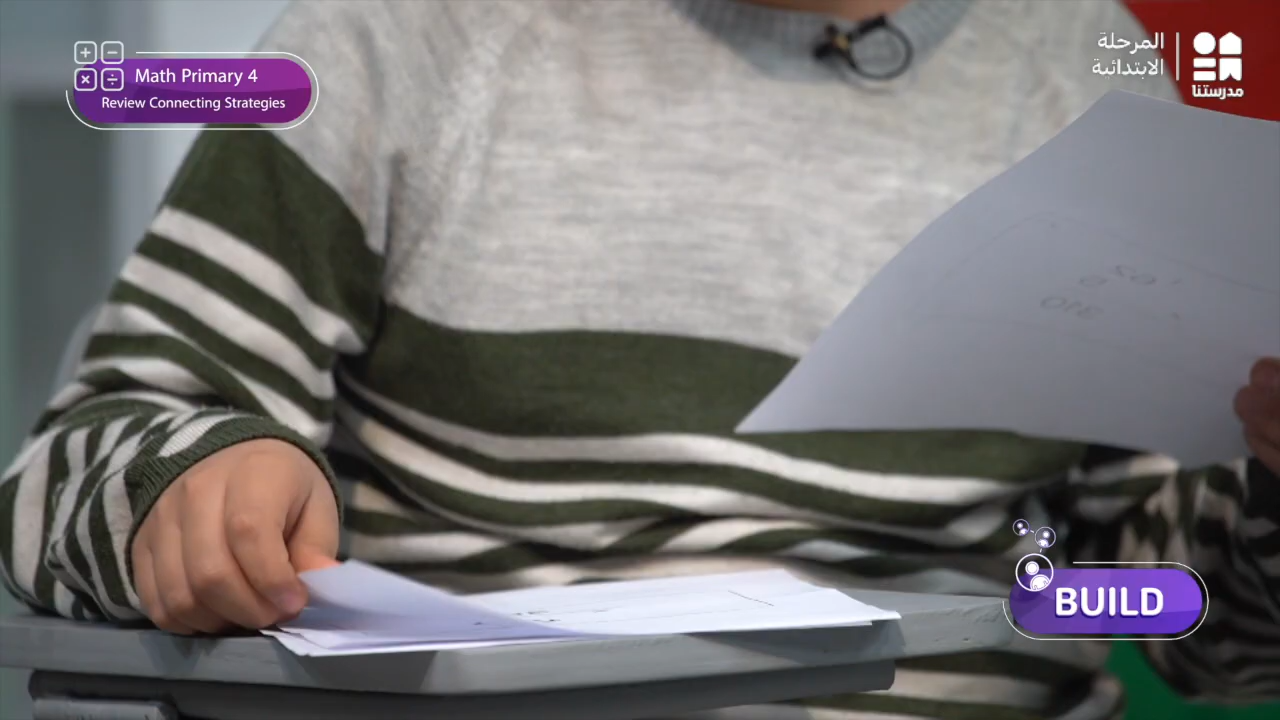 Math Primary 4
Review Connecting Strategies
المرحلة
الابتدائية
مدرستنا
BUILD